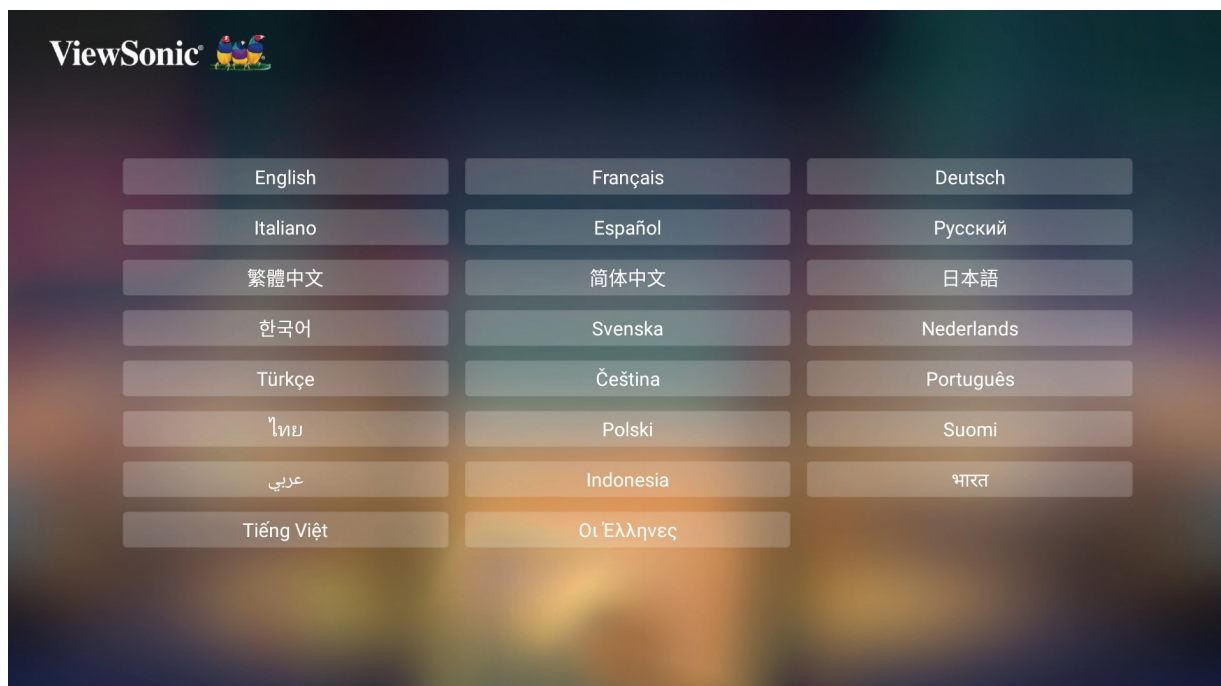 ViewSonic®
English Français Deutsch
Italiano Español Русский
繁體中文 简体中文 日本語
한국어 Svenska Nederlands
Türkçe Čeština Português
ไทย Polski Suomi
عربي Indonesia भारत
Tiếng Việt Οι Έλληνες